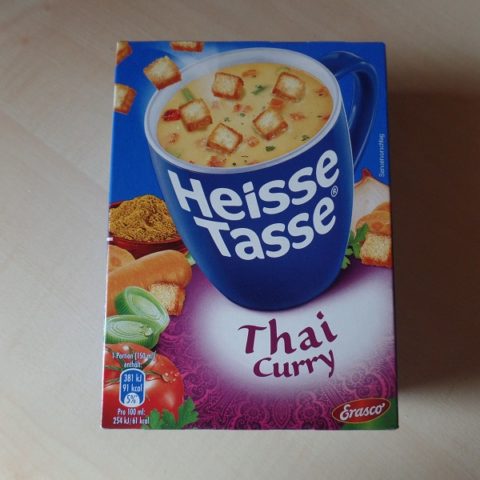 Serviervorschlag
Heisse
Tasse®
Thai
Curry
1 Portion (150 ml)
enthält:
381 kJ
91 kcal
5%*
Pro 100 ml:
254 kJ/61 kcal
Erasco